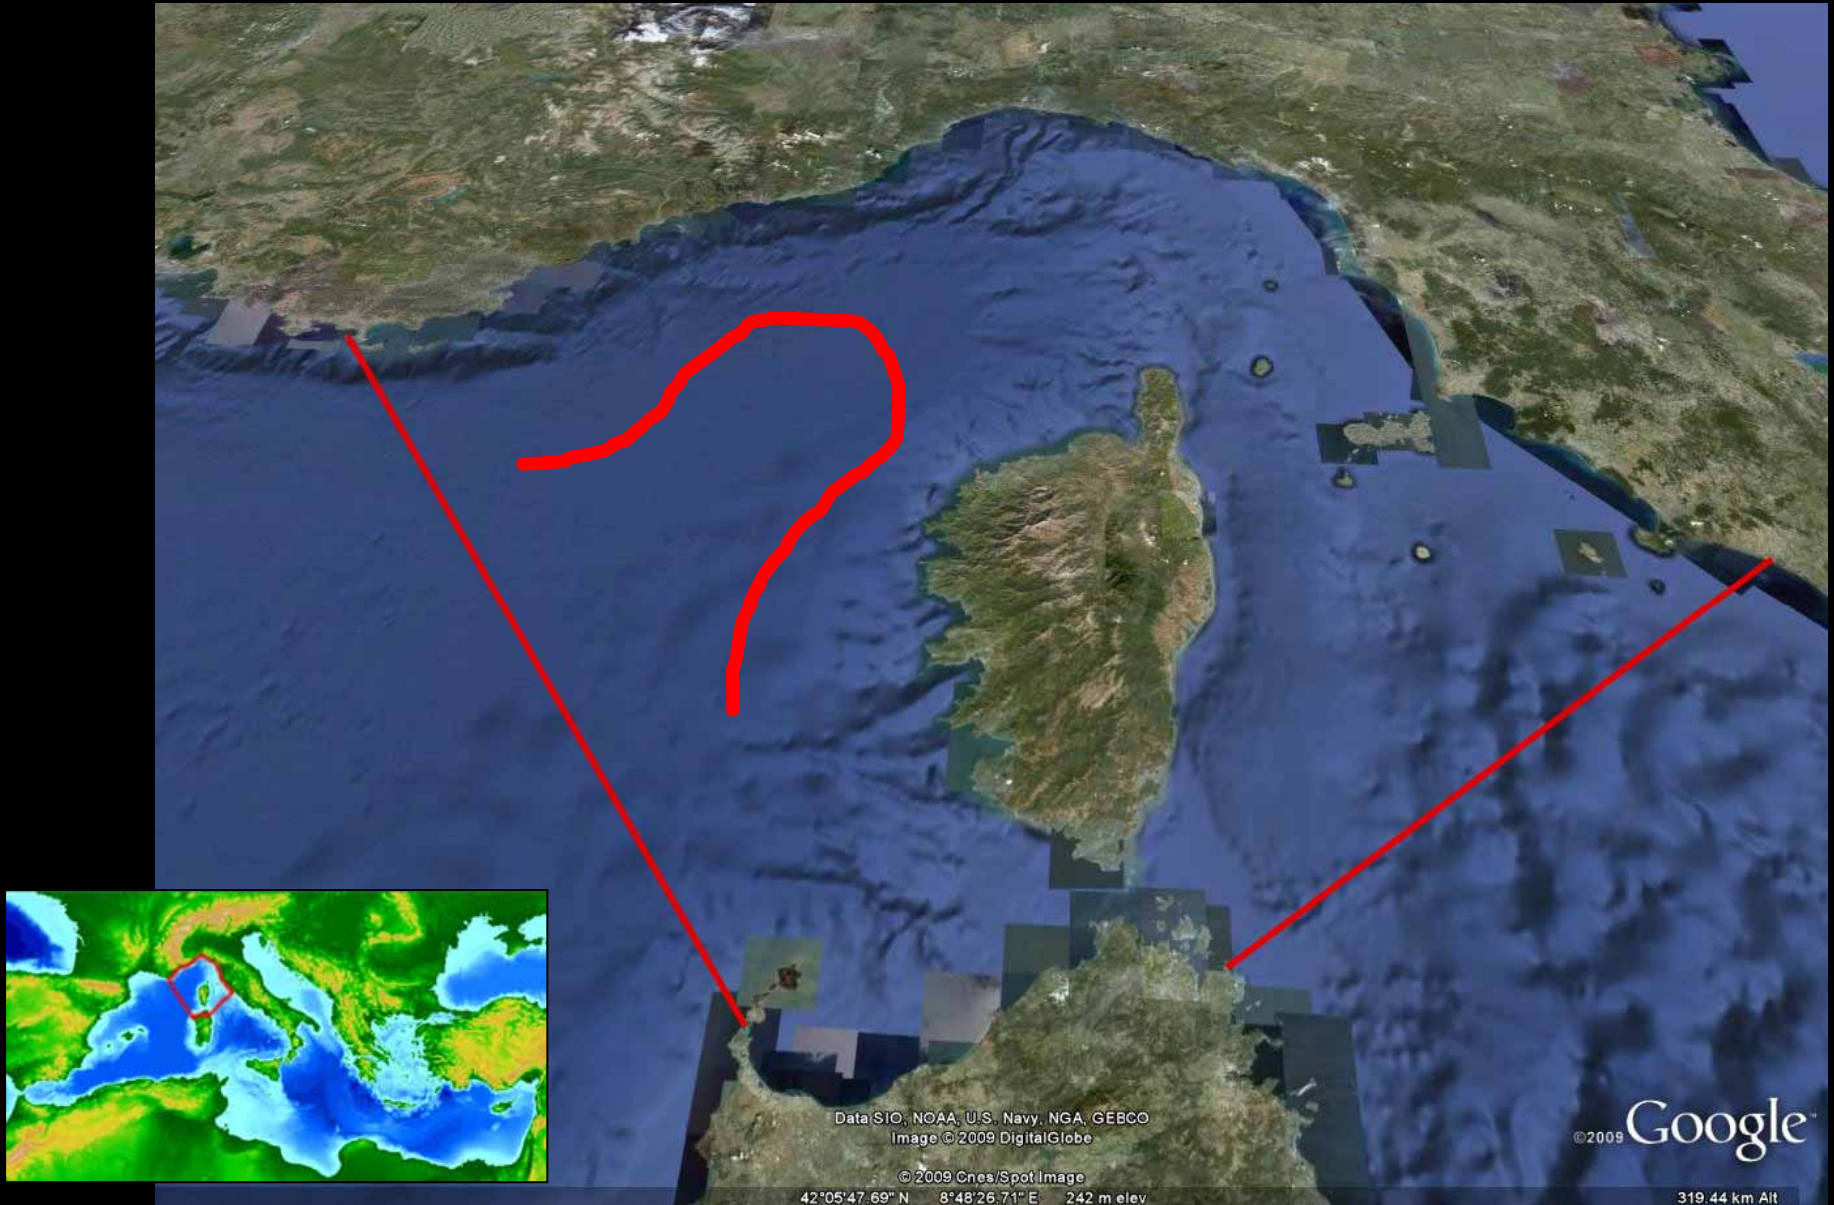 Data SIO, NOAA, U.S. Navy, NGA, GEBCO
Image © 2009 DigitalGlobe
©2009 Google™
© 2009 Cnes/Spot Image
42°05'47.69" N 8°48'26.71" E 242 m elev 319.44 km Alt